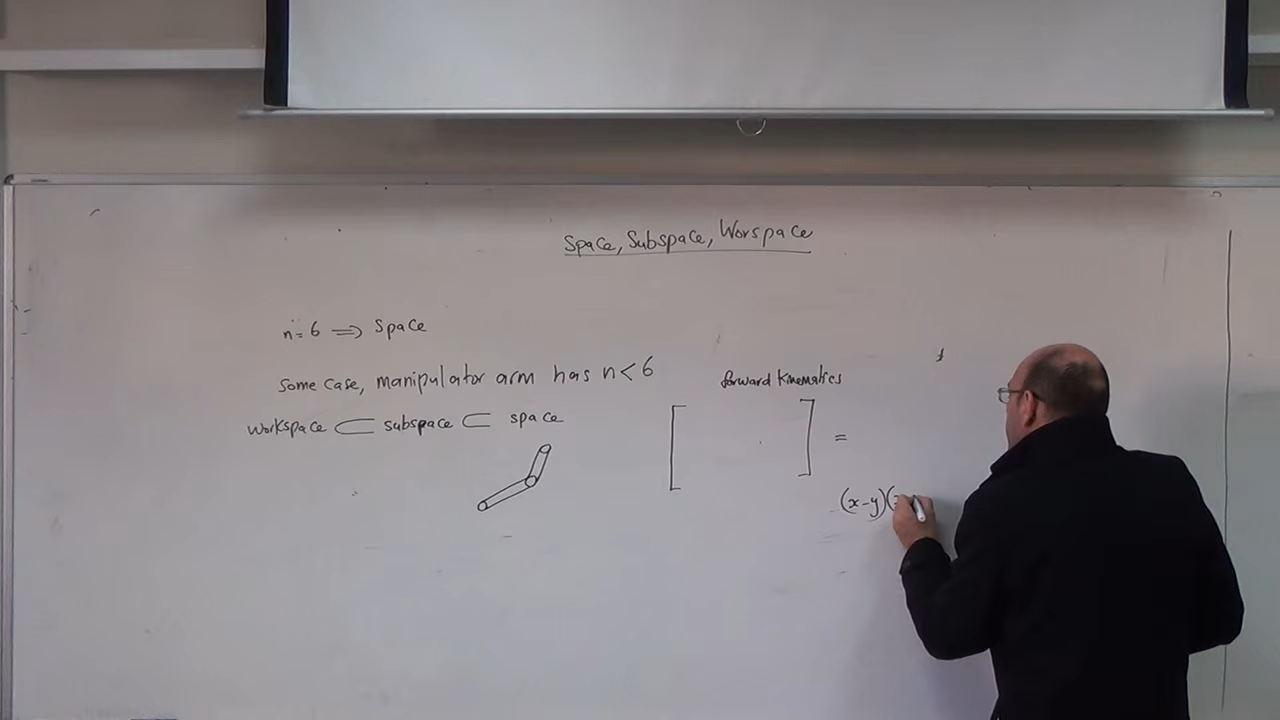 Space, Subspace, Worspace
n=6 ⟹ Space
Some Case, manipulator arm has n<6
workspace ⊂ subspace ⊂ space
forward Kinematics
[ ] =
(x-y)(